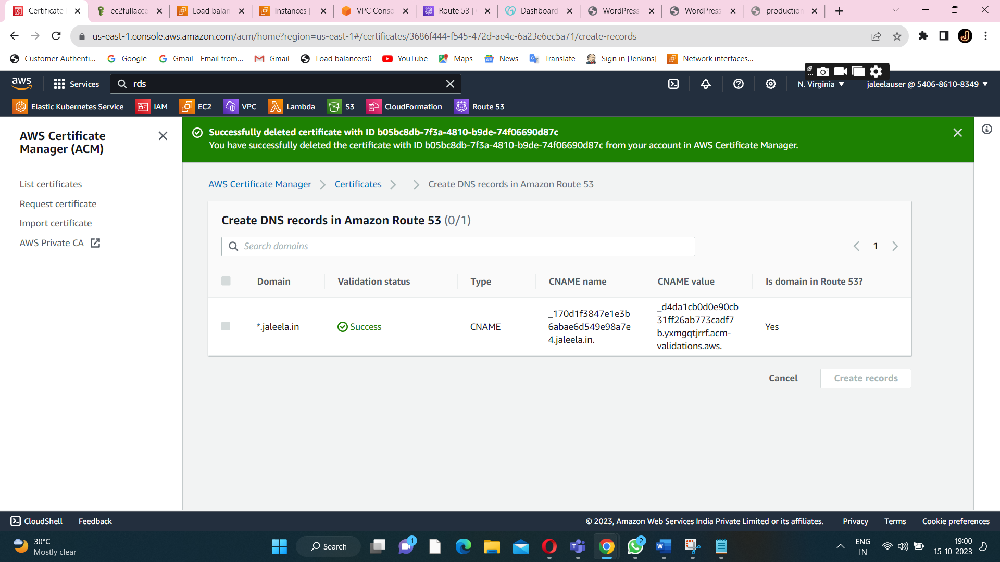 Certificate
ec2fullacce
Load balan
Instances |
VPC Conso
Route 53 |
Dashboard
WordPress
WordPress
production
us-east-1.console.aws.amazon.com/acm/home?region=us-east-1#/certificates/3686f444-f545-472d-ae4c-6a23e6ec5a71/create-records
Customer Authenti...
Google
Gmail - Email from...
Gmail
Load balancers0
YouTube
Maps
News
Translate
Sign in [Jenkins]
Network interfaces...
aws
Services
rds
N. Virginia
jaleelauser @ 5406-8610-8349
Elastic Kubernetes Service
IAM
EC2
VPC
Lambda
S3
CloudFormation
Route 53
AWS Certificate
Manager (ACM)
List certificates
Request certificate
Import certificate
AWS Private CA
Successfully deleted certificate with ID b05bc8db-7f3a-4810-b9de-74f06690d87c
You have successfully deleted the certificate with ID b05bc8db-7f3a-4810-b9de-74f06690d87c from your account in AWS Certificate Manager.
AWS Certificate Manager
Certificates
Create DNS records in Amazon Route 53
Create DNS records in Amazon Route 53 (0/1)
Search domains
1
Domain
Validation status
Type
CNAME name
CNAME value
Is domain in Route 53?
*.jaleela.in
Success
CNAME
_170d1f3847e1e3b
6abae6d549e98a7e
4.jaleela.in.
_d4da1cb0d0e90cb
31ff26ab773cadf7
b.yxmgqtjrrf.acm-
validations.aws.
Yes
Cancel
Create records
CloudShell
Feedback
© 2023, Amazon Web Services India Private Limited or its affiliates.
Privacy
Terms
Cookie preferences
30°C
Mostly clear
Search
1
2
ENG
IN
19:00
15-10-2023